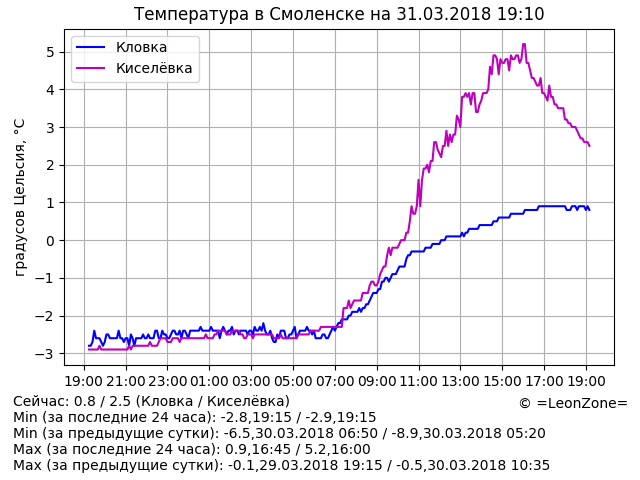 Температура в Смоленске на 31.03.2018 19:10
Кловка
Киселёвка
градусов Цельсия, °C
5
4
3
2
1
0
−1
−2
−3
19:00 21:00 23:00 01:00 03:00 05:00 07:00 09:00 11:00 13:00 15:00 17:00 19:00
Сейчас: 0.8 / 2.5 (Кловка / Киселёвка)
© =LeonZone=
Min (за последние 24 часа): -2.8,19:15 / -2.9,19:15
Min (за предыдущие сутки): -6.5,30.03.2018 06:50 / -8.9,30.03.2018 05:20
Max (за последние 24 часа): 0.9,16:45 / 5.2,16:00
Max (за предыдущие сутки): -0.1,29.03.2018 19:15 / -0.5,30.03.2018 10:35